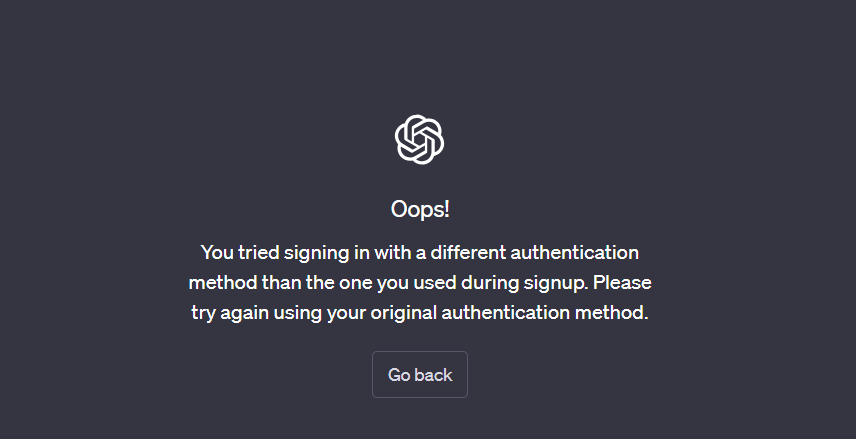 Oops!
You tried signing in with a different authentication
method than the one you used during signup. Please
try again using your original authentication method.
Go back